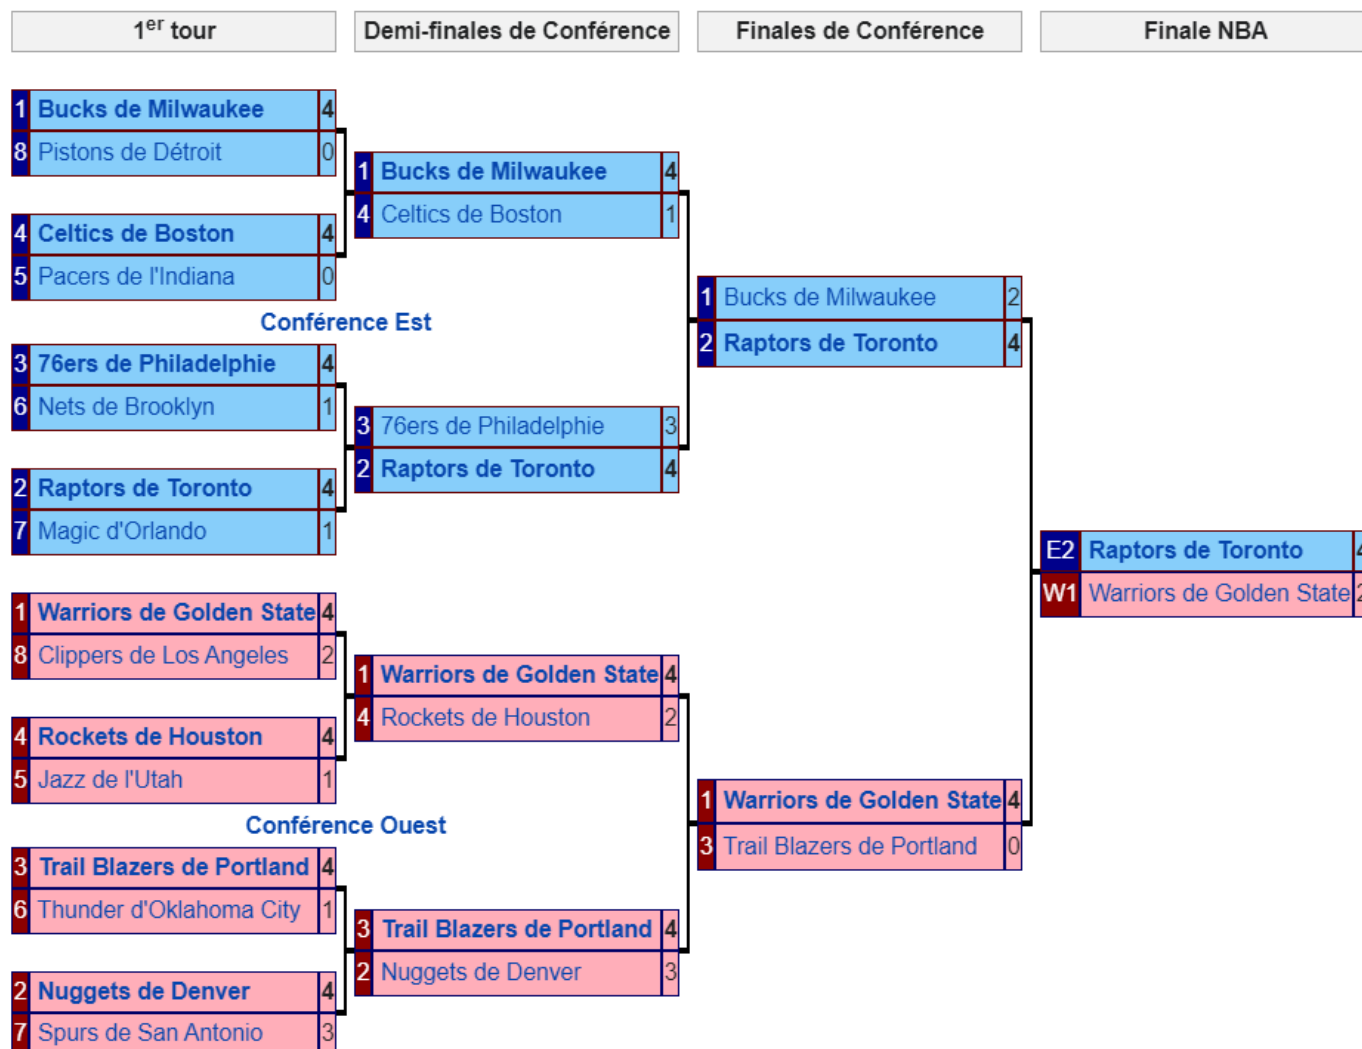 1er tour
Demi-finales de Conférence
Finales de Conférence
Finale NBA
1 Bucks de Milwaukee 4
8 Pistons de Détroit 0
1 Bucks de Milwaukee 4
4 Celtics de Boston 1
4 Celtics de Boston 4
5 Pacers de l'Indiana 0
1 Bucks de Milwaukee 2
2 Raptors de Toronto 4
Conférence Est
3 76ers de Philadelphie 4
6 Nets de Brooklyn 1
3 76ers de Philadelphie 3
2 Raptors de Toronto 4
2 Raptors de Toronto 4
7 Magic d'Orlando 1
E2 Raptors de Toronto 4
W1 Warriors de Golden State 2
1 Warriors de Golden State 4
8 Clippers de Los Angeles 2
1 Warriors de Golden State 4
4 Rockets de Houston 2
4 Rockets de Houston 4
5 Jazz de l'Utah 1
1 Warriors de Golden State 4
3 Trail Blazers de Portland 0
Conférence Ouest
3 Trail Blazers de Portland 4
6 Thunder d'Oklahoma City 1
3 Trail Blazers de Portland 4
2 Nuggets de Denver 3
2 Nuggets de Denver 4
7 Spurs de San Antonio 3